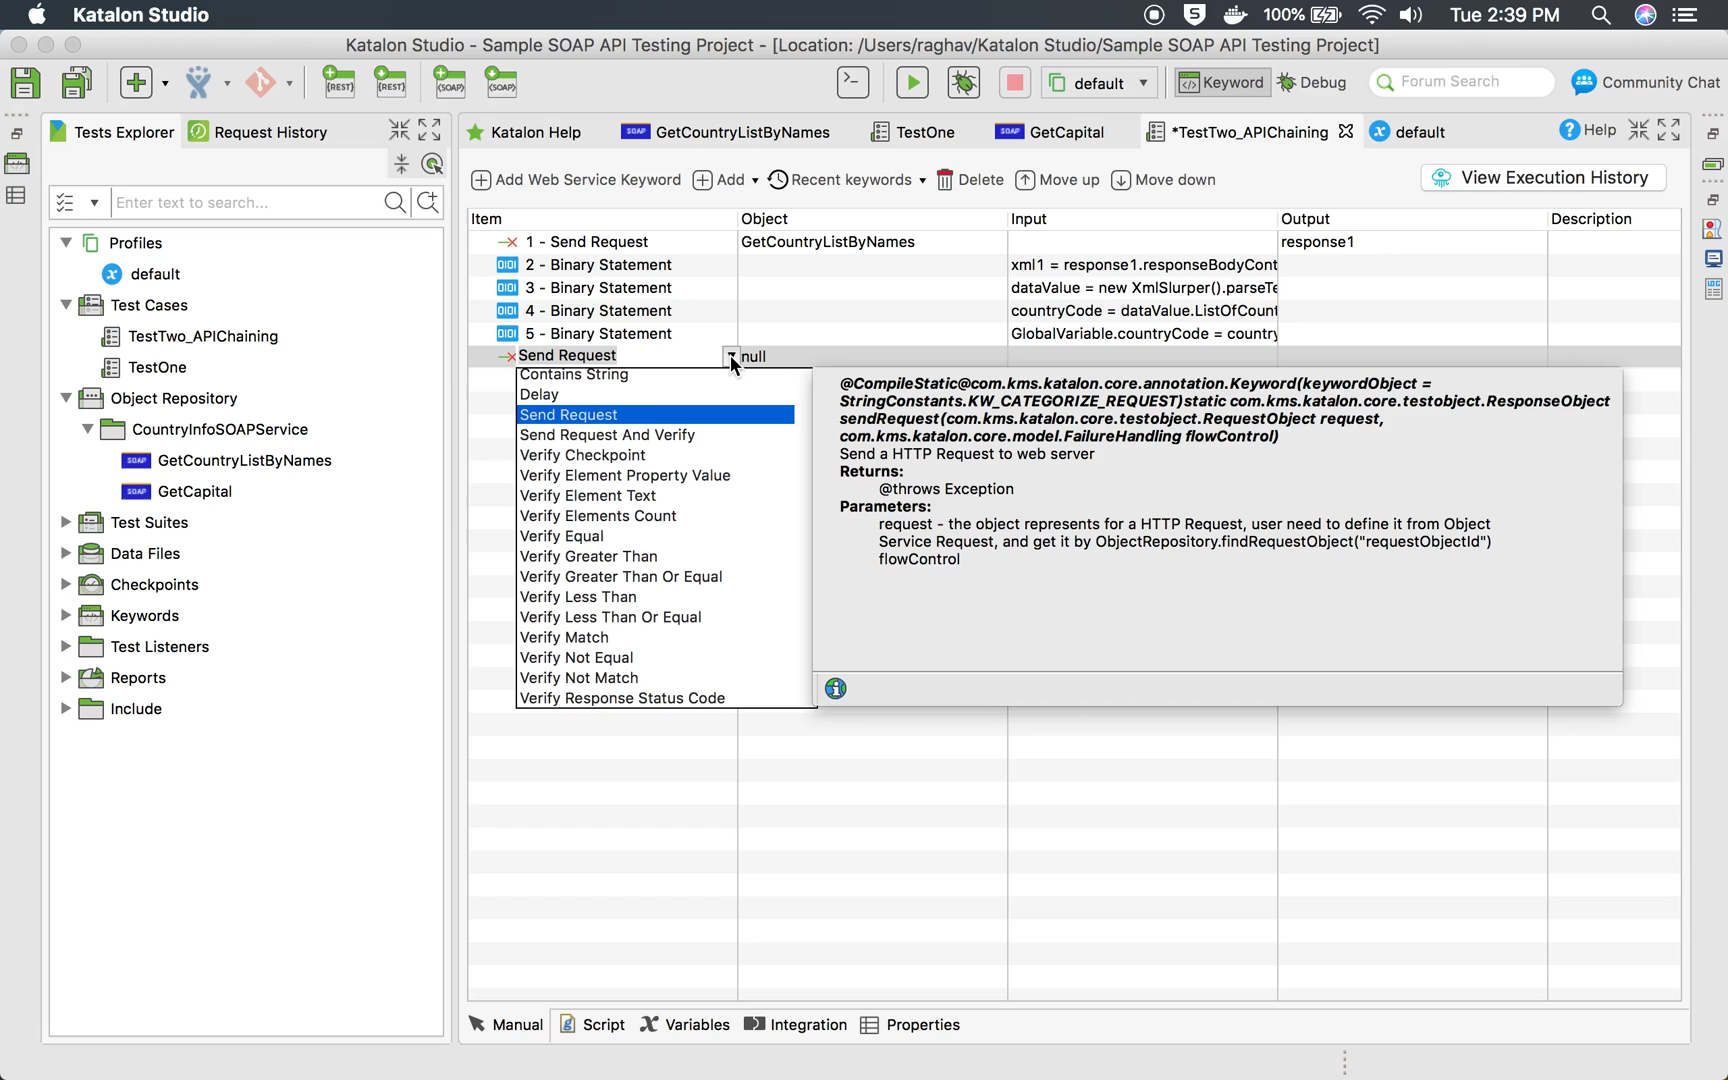 Katalon Studio
S
100%
Tue 2:39 PM
Katalon Studio - Sample SOAP API Testing Project - [Location: /Users/raghav/Katalon Studio/Sample SOAP API Testing Project]
{REST}
{REST}
{SOAP}
{SOAP}
default
Keyword
Debug
Forum Search
Community Chat
Tests Explorer
Request History
Katalon Help
SOAP GetCountryListByNames
TestOne
SOAP GetCapital
*TestTwo_APIChaining
x default
? Help
Add Web Service Keyword
Add
Recent keywords
Delete
Move up
Move down
View Execution History
Enter text to search...
Profiles
x default
Test Cases
TestTwo_APIChaining
TestOne
Object Repository
CountryInfoSOAPService
SOAP GetCountryListByNames
SOAP GetCapital
Test Suites
Data Files
Checkpoints
Keywords
Test Listeners
Reports
Include
Item Object Input Output Description
1 - Send Request GetCountryListByNames response1
0101 2 - Binary Statement xml1 = response1.responseBodyCont
0101 3 - Binary Statement dataValue = new XmlSlurper().parseTe
0101 4 - Binary Statement countryCode = dataValue.ListOfCount
0101 5 - Binary Statement GlobalVariable.countryCode = country
Send Request null
Contains String
Delay
Send Request
Send Request And Verify
Verify Checkpoint
Verify Element Property Value
Verify Element Text
Verify Elements Count
Verify Equal
Verify Greater Than
Verify Greater Than Or Equal
Verify Less Than
Verify Less Than Or Equal
Verify Match
Verify Not Equal
Verify Not Match
Verify Response Status Code
@CompileStatic@com.kms.katalon.core.annotation.Keyword(keywordObject =
StringConstants.KW_CATEGORIZE_REQUEST)static com.kms.katalon.core.testobject.ResponseObject
sendRequest(com.kms.katalon.core.testobject.RequestObject request,
com.kms.katalon.core.model.FailureHandling flowControl)
Send a HTTP Request to web server
Returns:
@throws Exception
Parameters:
request - the object represents for a HTTP Request, user need to define it from Object
Service Request, and get it by ObjectRepository.findRequestObject("requestObjectId")
flowControl
Manual
Script
Variables
Integration
Properties